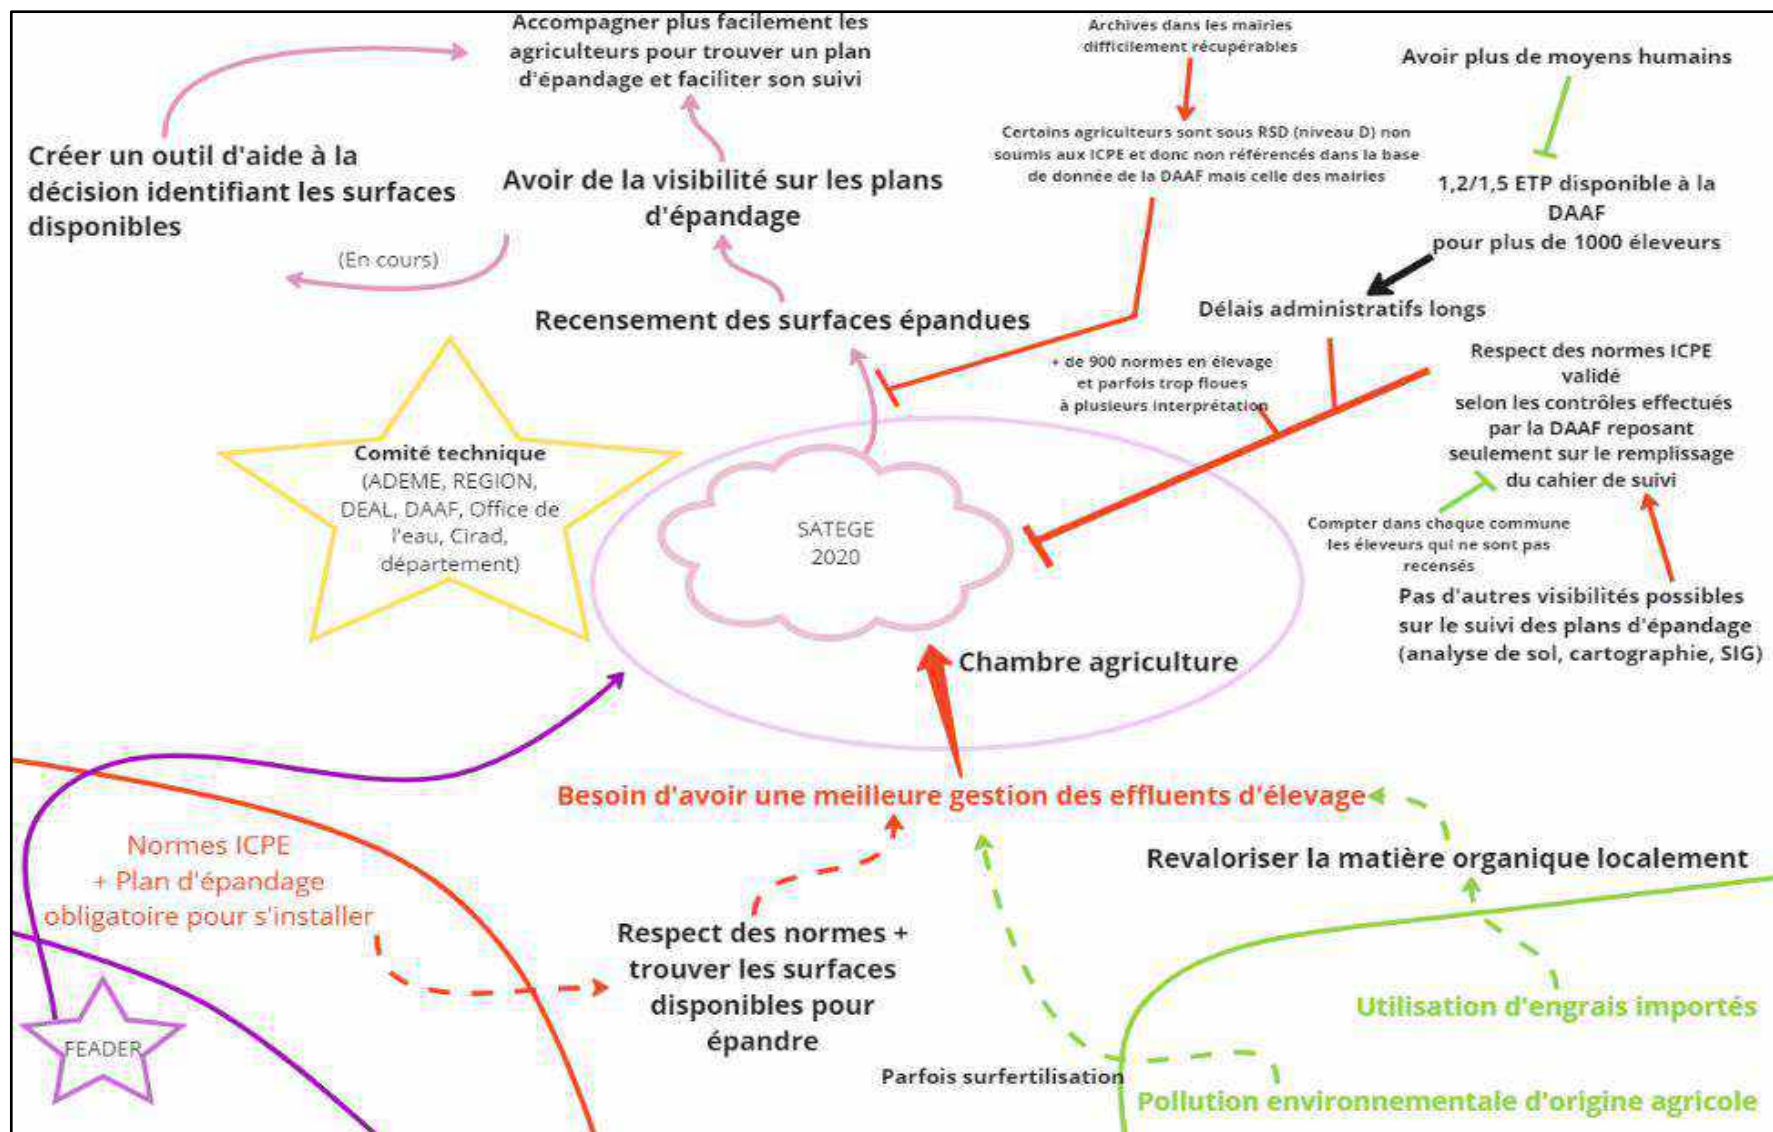 Accompagner plus facilement les
agriculteurs pour trouver un plan
d'épandage et faciliter son suivi
Archives dans les mairies
difficilement récupérables
Avoir plus de moyens humains
Créer un outil d'aide à la
décision identifiant les surfaces
disponibles
Avoir de la visibilité sur les plans
d'épandage
Certains agriculteurs sont sous RSD (niveau D) non
soumis aux ICPE et donc non référencés dans la base
de donnée de la DAAF mais celle des mairies
1,2/1,5 ETP disponible à la
DAAF
pour plus de 1000 éleveurs
(En cours)
Recensement des surfaces épandues
Délais administratifs longs
+ de 900 normes en élevage
et parfois trop floues
à plusieurs interprétation
Respect des normes ICPE
validé
selon les contrôles effectués
par la DAAF reposant
seulement sur le remplissage
du cahier de suivi
Comité technique
(ADEME, REGION,
DEAL, DAAF, Office de
l'eau, Cirad,
département)
SATEGE
2020
Compter dans chaque commune
les éleveurs qui ne sont pas
recensés
Pas d'autres visibilités possibles
sur le suivi des plans d'épandage
(analyse de sol, cartographie, SIG)
Chambre agriculture
Besoin d'avoir une meilleure gestion des effluents d'élevage
Normes ICPE
+ Plan d'épandage
obligatoire pour s'installer
Revaloriser la matière organique localement
Respect des normes +
trouver les surfaces
disponibles pour
épandre
Utilisation d'engrais importés
FEADER
Parfois surfertilisation
Pollution environnementale d'origine agricole